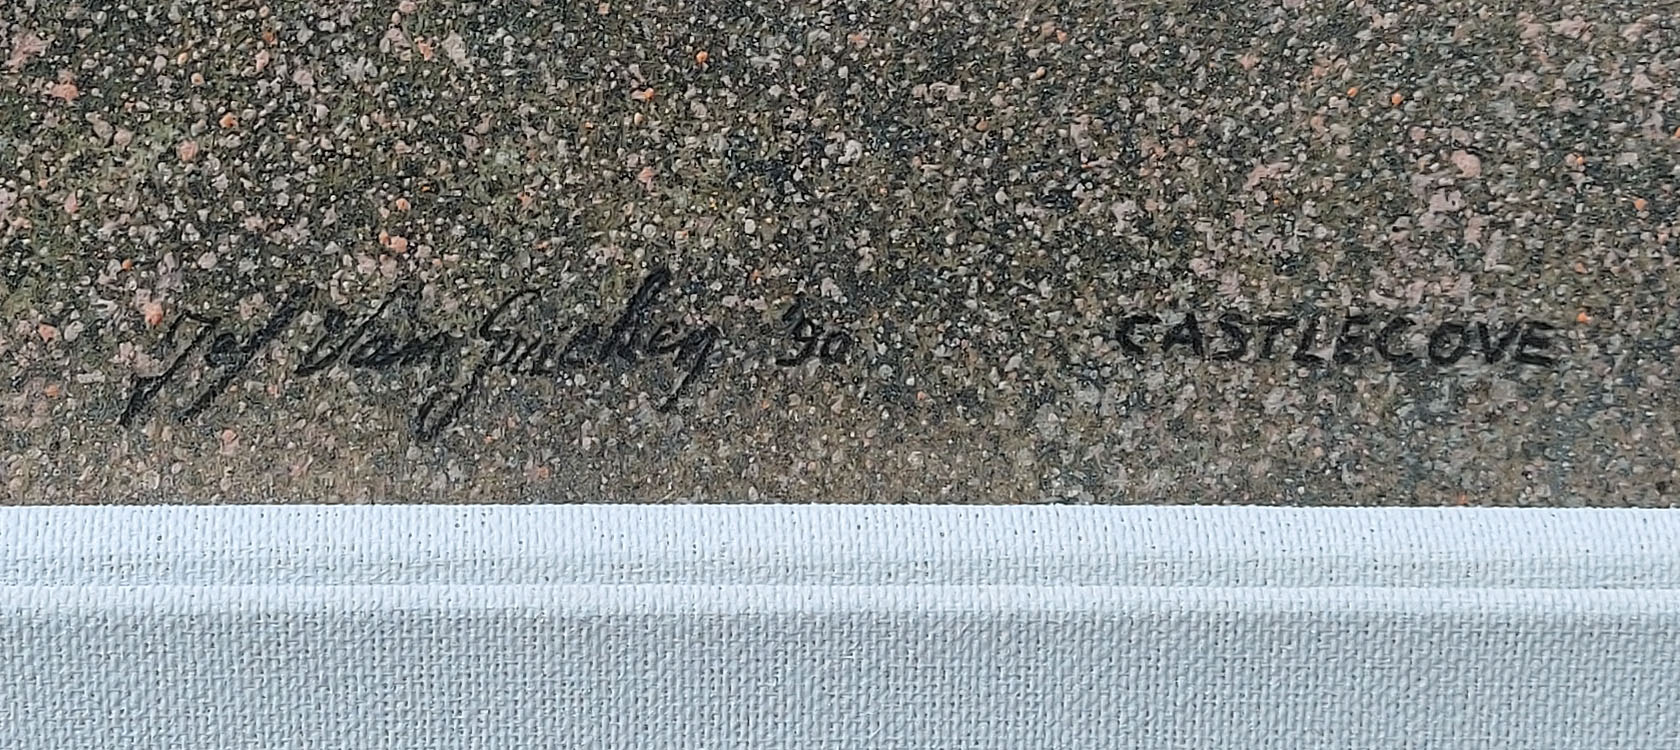 Jef Van Grieken 90 CASTLECOVE